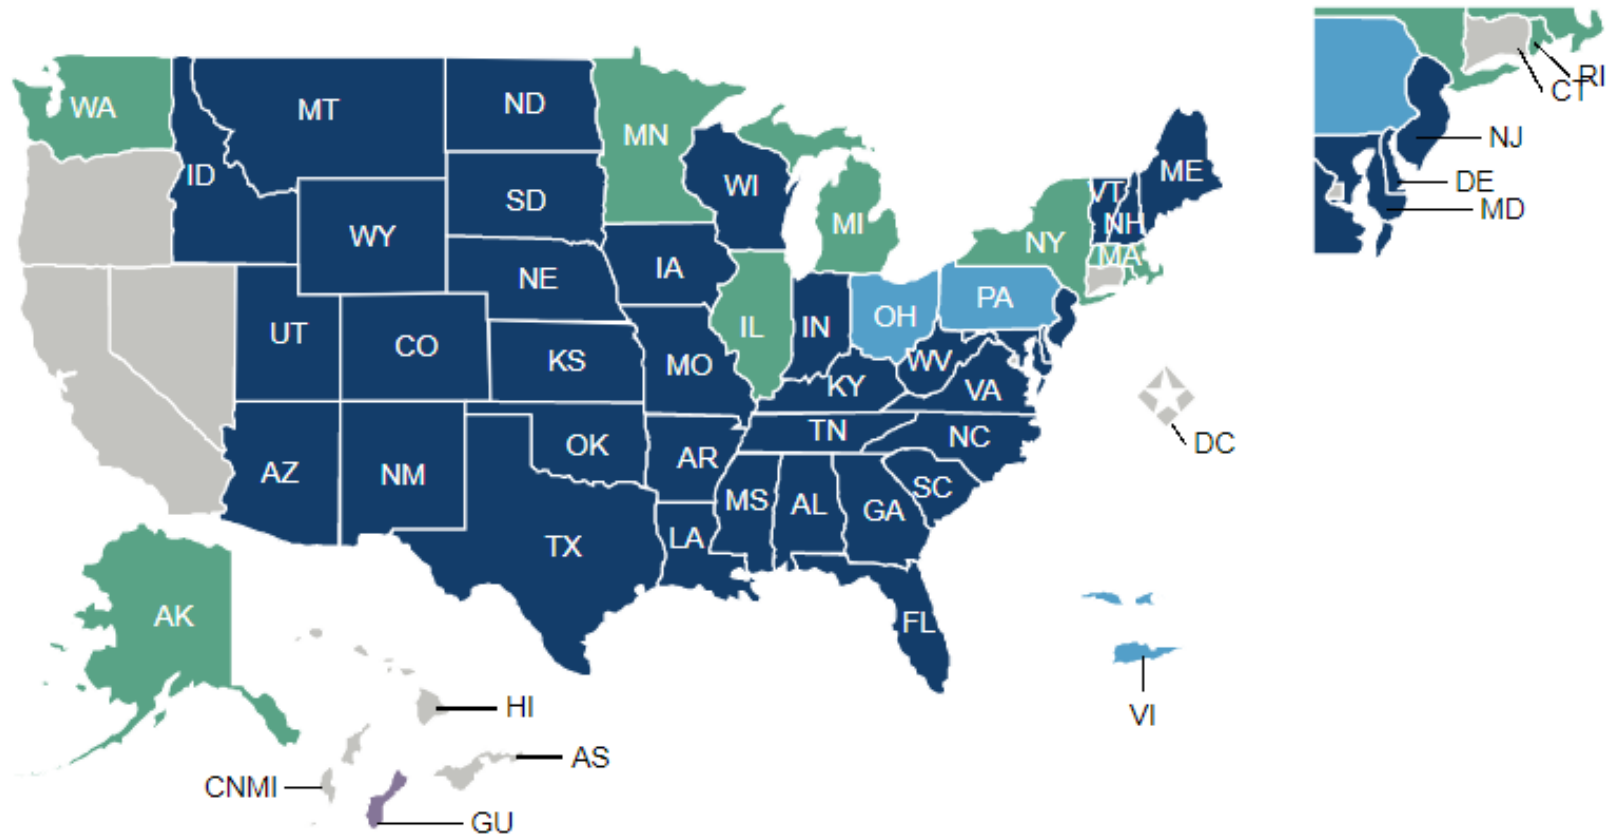 WA
MT
ND
MN
ID
WY
SD
WI
MI
NY
VT
NH
ME
MA
NE
IA
PA
UT
CO
KS
MO
IL
IN
OH
WV
KY
VA
AZ
NM
OK
AR
TN
NC
SC
MS
AL
GA
LA
TX
FL
AK
HI
AS
CNMI
GU
VI
DC
RI
CT
NJ
DE
MD